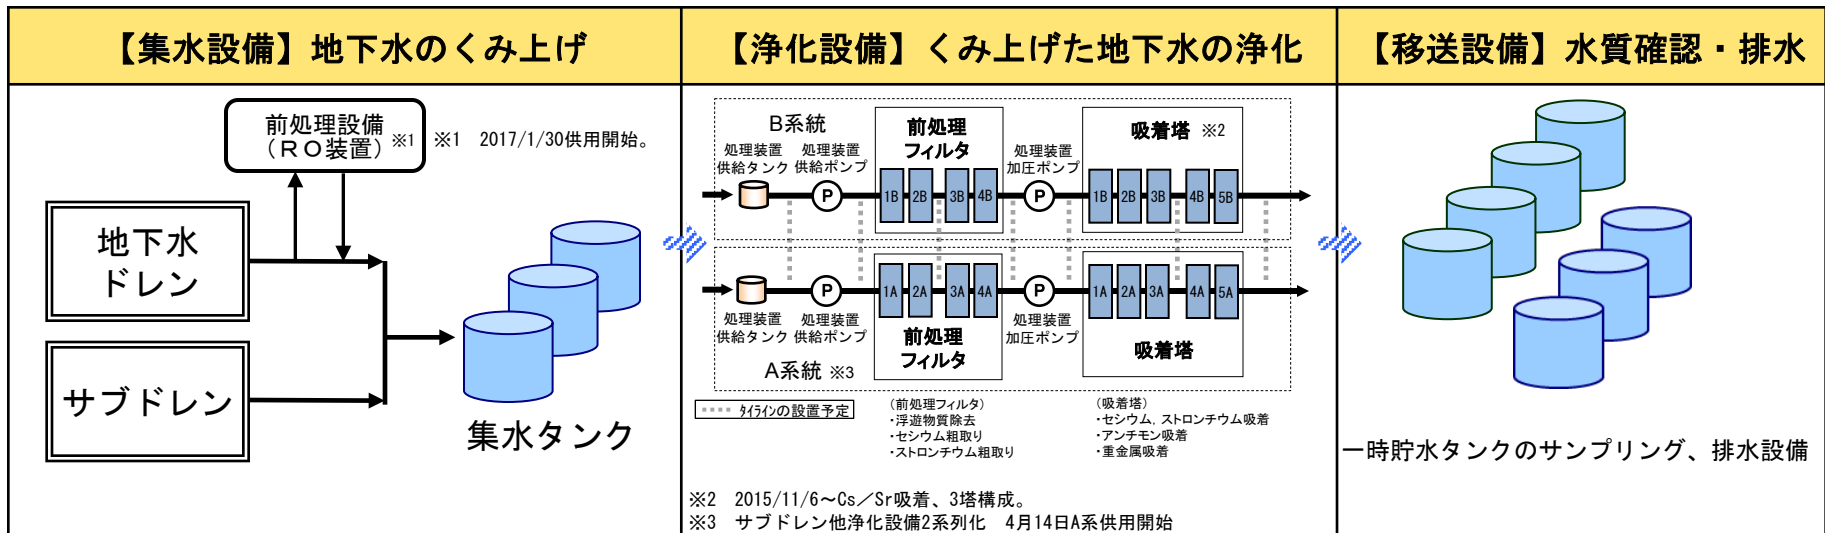 【集水設備】地下水のくみ上げ
【浄化設備】くみ上げた地下水の浄化
【移送設備】水質確認・排水
前処理設備
（ＲＯ装置）※1
※1　2017/1/30供用開始。
地下水
ドレン
サブドレン
集水タンク
B系統
処理装置
供給タンク
処理装置
供給ポンプ
前処理
フィルタ
処理装置
加圧ポンプ
吸着塔 ※2
P
1B 2B 3B 4B
P
1B 2B 3B 4B 5B
P
1A 2A 3A 4A
P
1A 2A 3A 4A 5A
処理装置
供給タンク
処理装置
供給ポンプ
前処理
フィルタ
処理装置
加圧ポンプ
吸着塔
A系統 ※3
ﾀｲﾗｲﾝの設置予定
（前処理フィルタ）
・浮遊物質除去
・セシウム粗取り
・ストロンチウム粗取り
（吸着塔）
・セシウム，ストロンチウム吸着
・アンチモン吸着
・重金属吸着
※2　2015/11/6～Cs／Sr吸着、3塔構成。
※3　サブドレン他浄化設備2系列化　4月14日A系供用開始
一時貯水タンクのサンプリング、排水設備